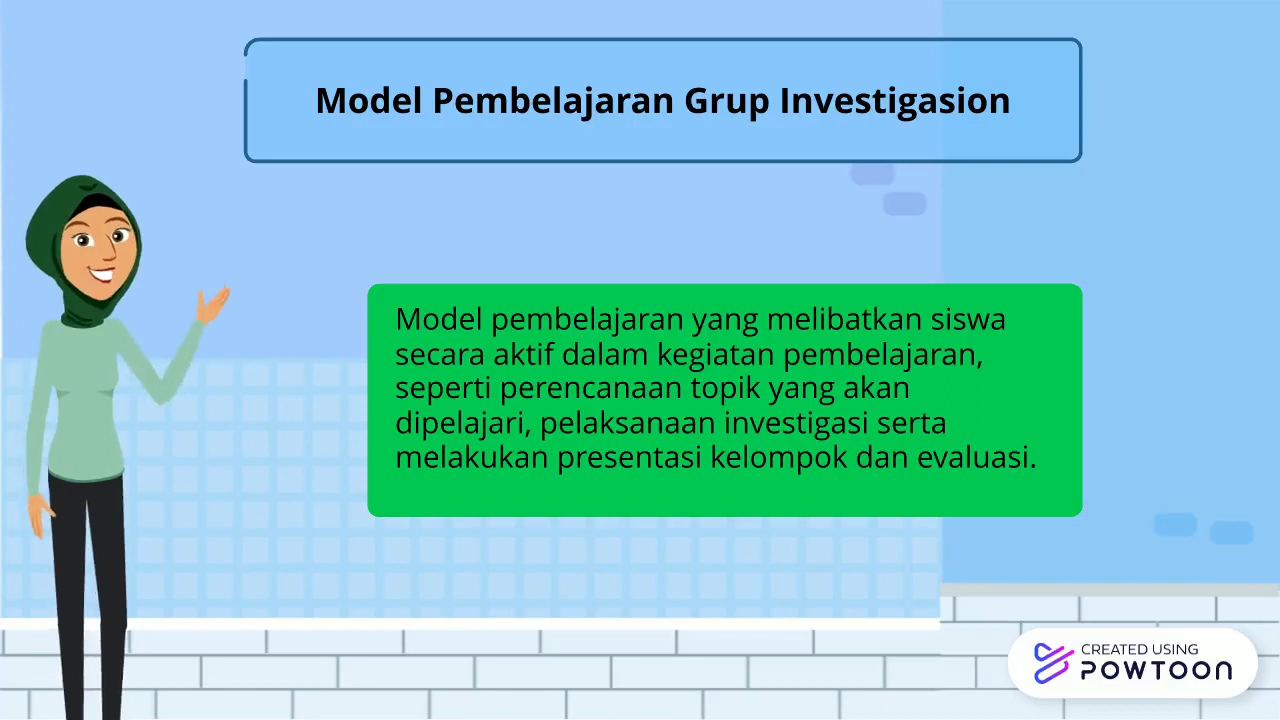 Model Pembelajaran Grup Investigasion
Model pembelajaran yang melibatkan siswa
secara aktif dalam kegiatan pembelajaran,
seperti perencanaan topik yang akan
dipelajari, pelaksanaan investigasi serta
melakukan presentasi kelompok dan evaluasi.
CREATED USING
POWTOON